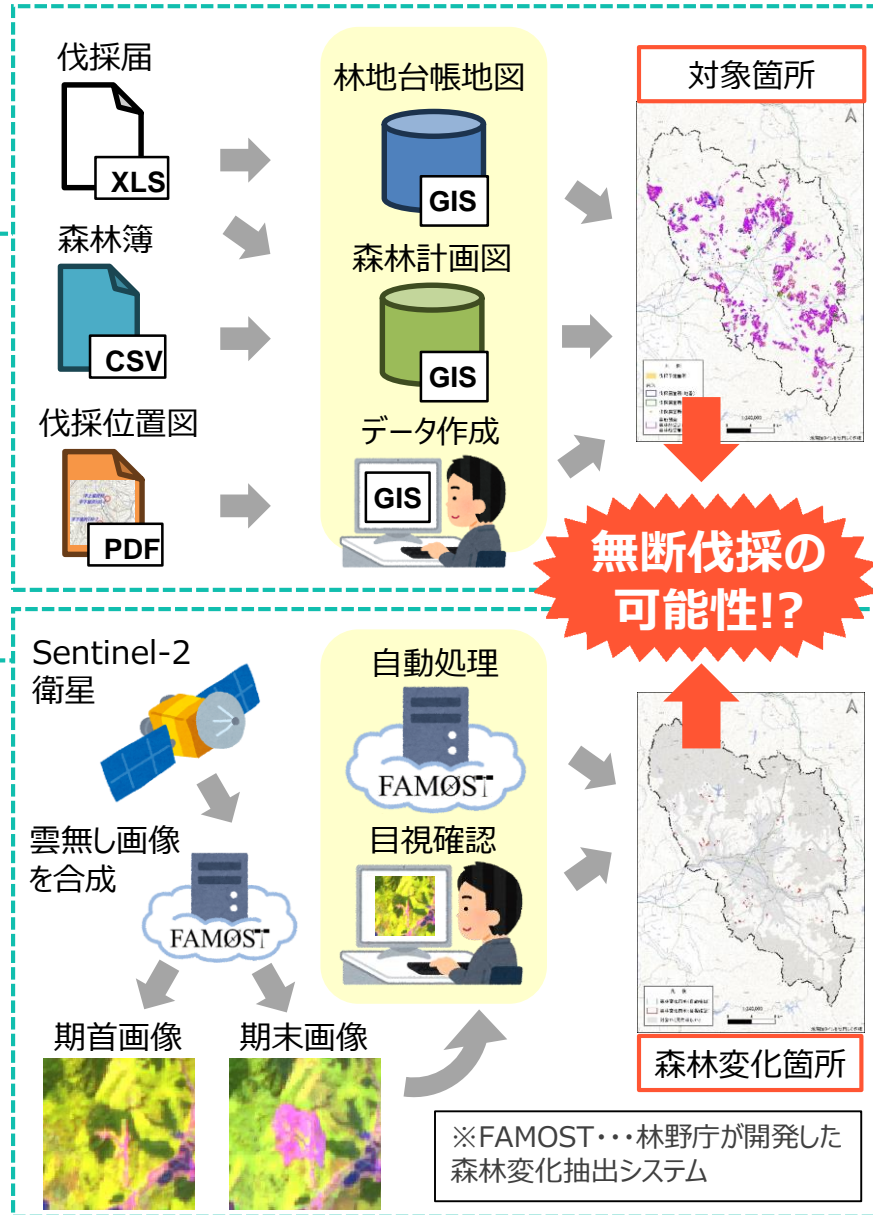 伐採届
XLS
森林簿
CSV
伐採位置図
PDF
林地台帳地図
GIS
森林計画図
GIS
データ作成
GIS
対象箇所
無断伐採の
可能性!?
Sentinel-2
衛星
雲無し画像
を合成
FAMOST
期首画像
期末画像
自動処理
FAMOST
目視確認
森林変化箇所
※FAMOST・・・林野庁が開発した
森林変化抽出システム